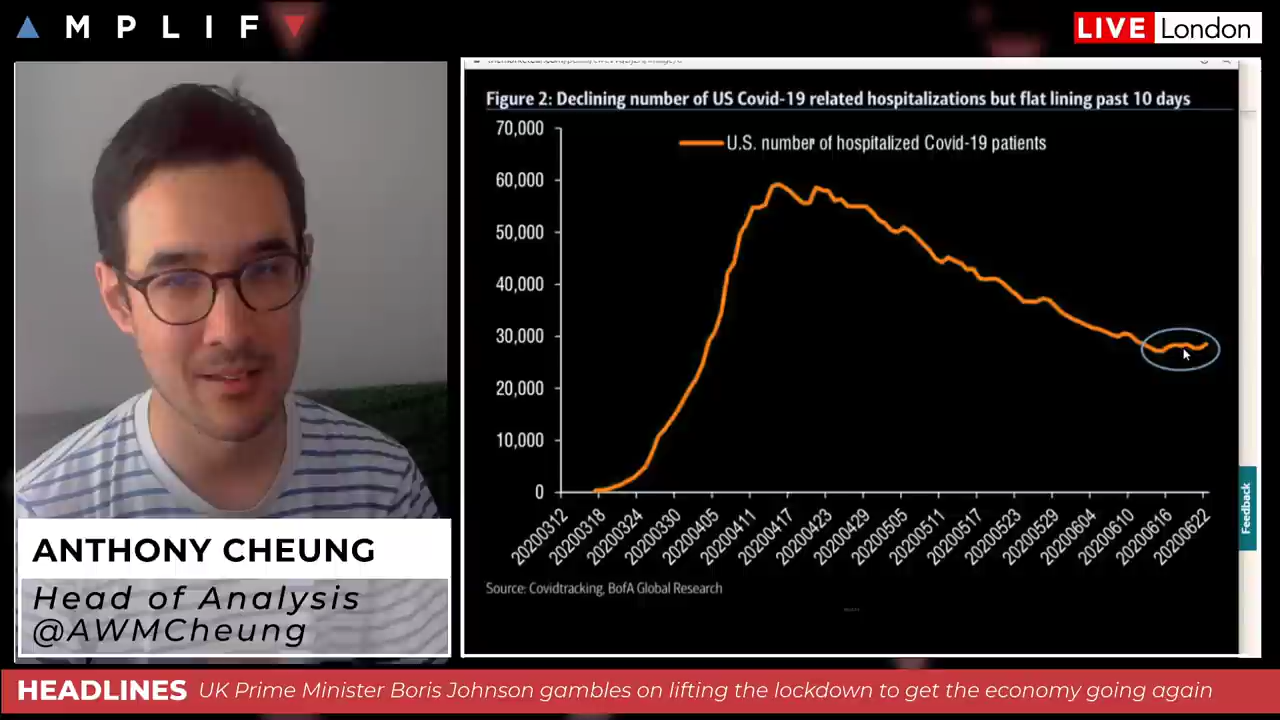 MPLIF
LIVE London
Figure 2: Declining number of US Covid-19 related hospitalizations but flat lining past 10 days
U.S. number of hospitalized Covid-19 patients
70,000
60,000
50,000
40,000
30,000
20,000
10,000
0
20200312
20200318
20200324
20200330
20200405
20200411
20200417
20200423
20200429
20200505
20200511
20200517
20200523
20200529
20200604
20200610
20200616
20200622
Source: Covidtracking, BofA Global Research
Feedback
ANTHONY CHEUNG
Head of Analysis
@AWMCheung
HEADLINES UK Prime Minister Boris Johnson gambles on lifting the lockdown to get the economy going again